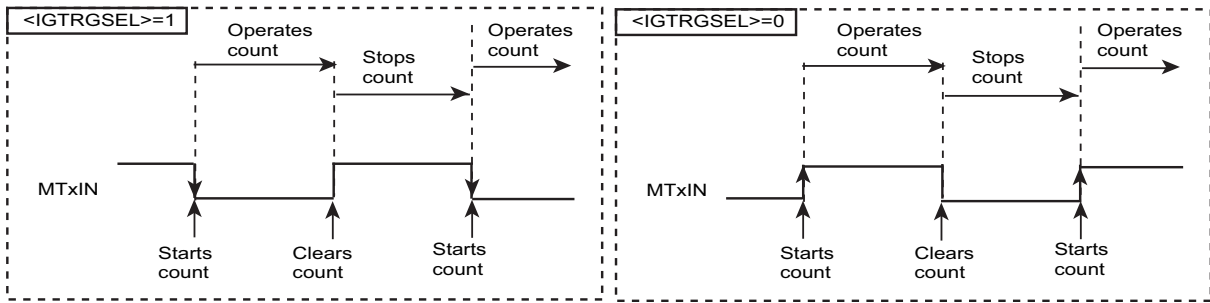 <IGTRGSEL>=1
Operates
count
Stops
count
Operates
count
MTxIN
Starts
count
Clears
count
Starts
count
<IGTRGSEL>=0
Operates
count
Stops
count
Operates
count
MTxIN
Starts
count
Clears
count
Starts
count